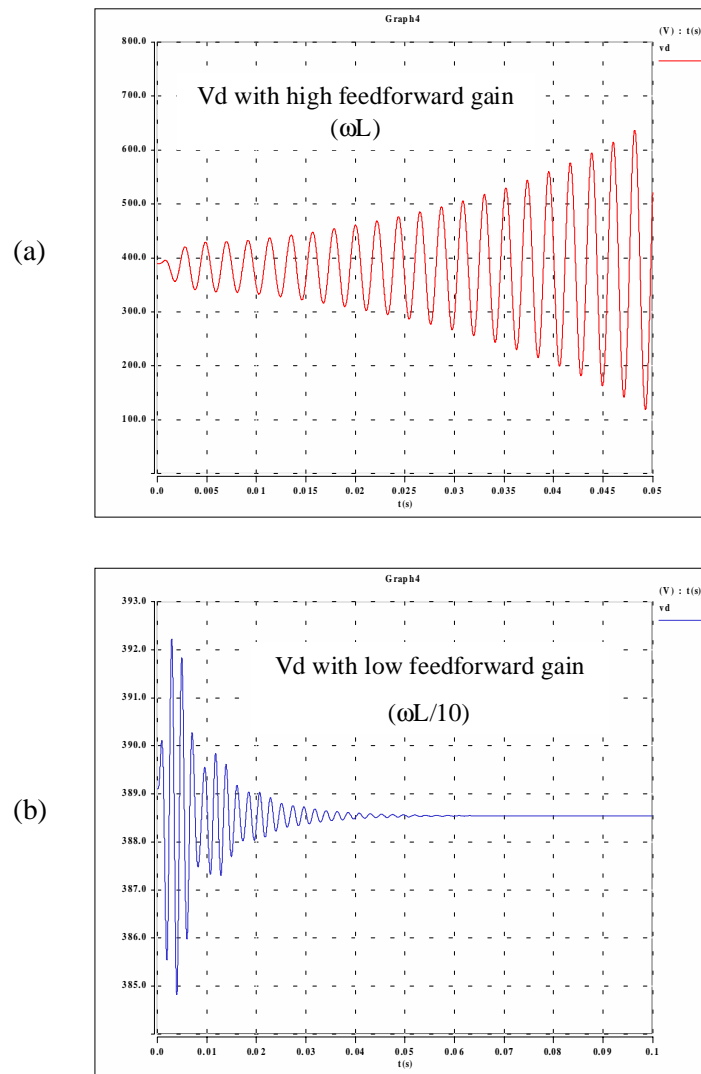 Graph4
(V) : t(s)
vd
800.0
700.0
600.0
500.0
400.0
300.0
200.0
100.0
Vd with high feedforward gain
(ωL)
(a)
0.0 0.005 0.01 0.015 0.02 0.025 0.03 0.035 0.04 0.045 0.05
t(s)
Graph4
(V) : t(s)
vd
393.0
392.0
391.0
390.0
389.0
388.0
387.0
386.0
385.0
Vd with low feedforward gain
(ωL/10)
(b)
0.0 0.01 0.02 0.03 0.04 0.05 0.06 0.07 0.08 0.09 0.1
t(s)